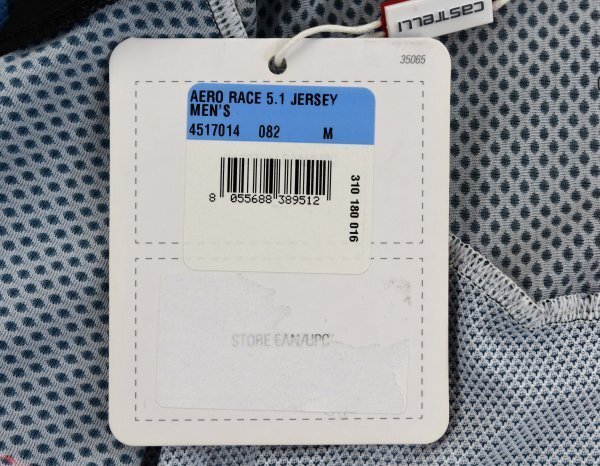 CASTELLI
35065
AERO RACE 5.1 JERSEY
MEN'S
4517014 082 M
8 055688 389512
310 180 016
STORE EAN/UPC